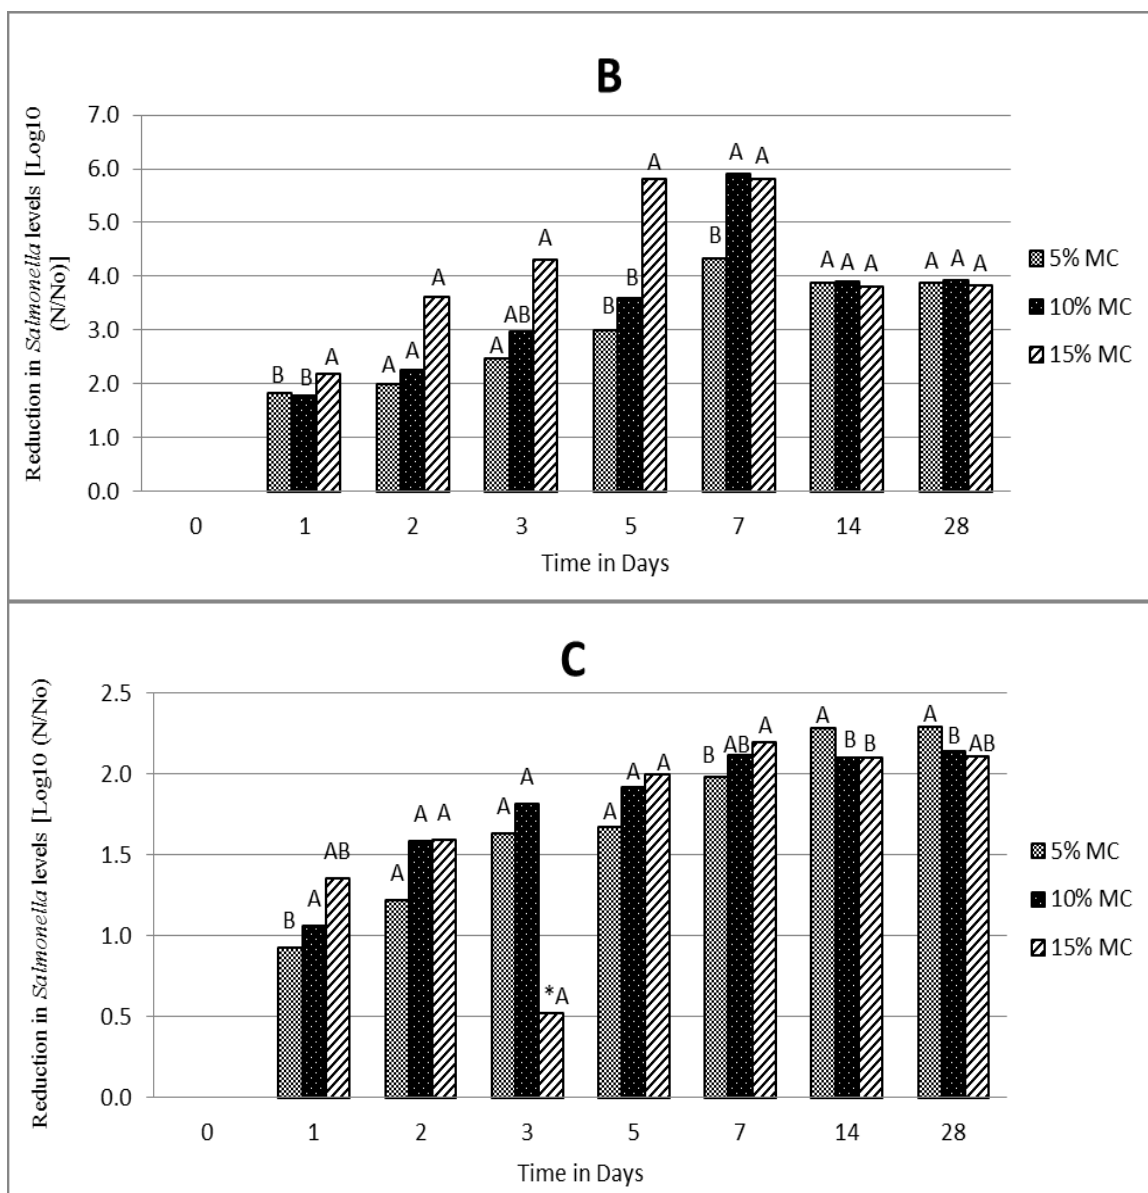 B
Reduction in Salmonella levels [Log10
(N/No)]
7.0
6.0
5.0
4.0
3.0
2.0
1.0
0.0
B B A
A A A
A AB A
B B A
B A A
A A A
A A A
0 1 2 3 5 7 14 28
Time in Days
5% MC
10% MC
15% MC
C
Reduction in Salmonella levels [Log10 (N/No)
2.5
2.0
1.5
1.0
0.5
0.0
B A AB
A A A
A A *A
A A A
B AB A
A B B
A B AB
0 1 2 3 5 7 14 28
Time in Days
5% MC
10% MC
15% MC